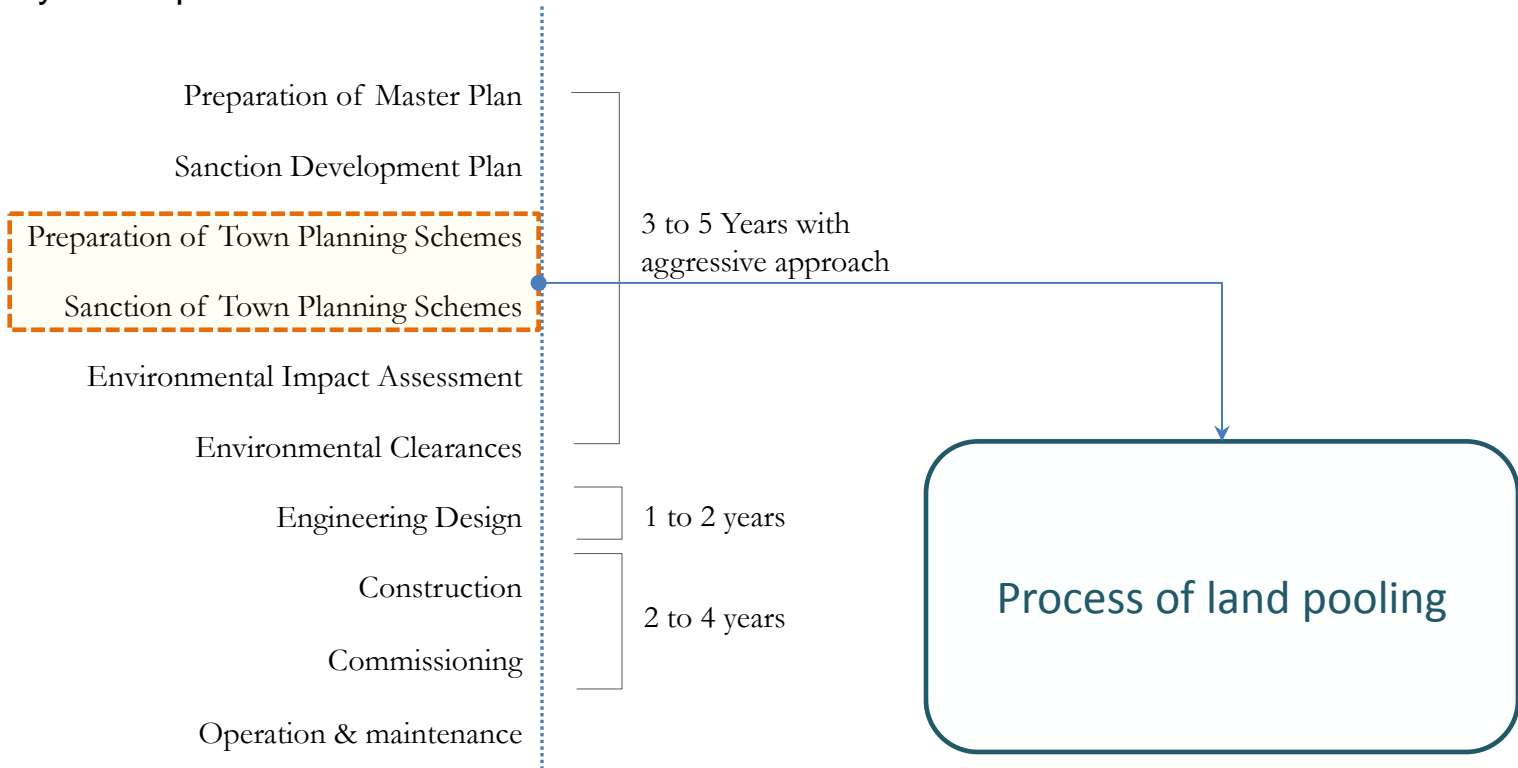 Preparation of Master Plan
Sanction Development Plan
Preparation of Town Planning Schemes
Sanction of Town Planning Schemes
Environmental Impact Assessment
Environmental Clearances
Engineering Design
Construction
Commissioning
Operation & maintenance
3 to 5 Years with
aggressive approach
1 to 2 years
2 to 4 years
Process of land pooling